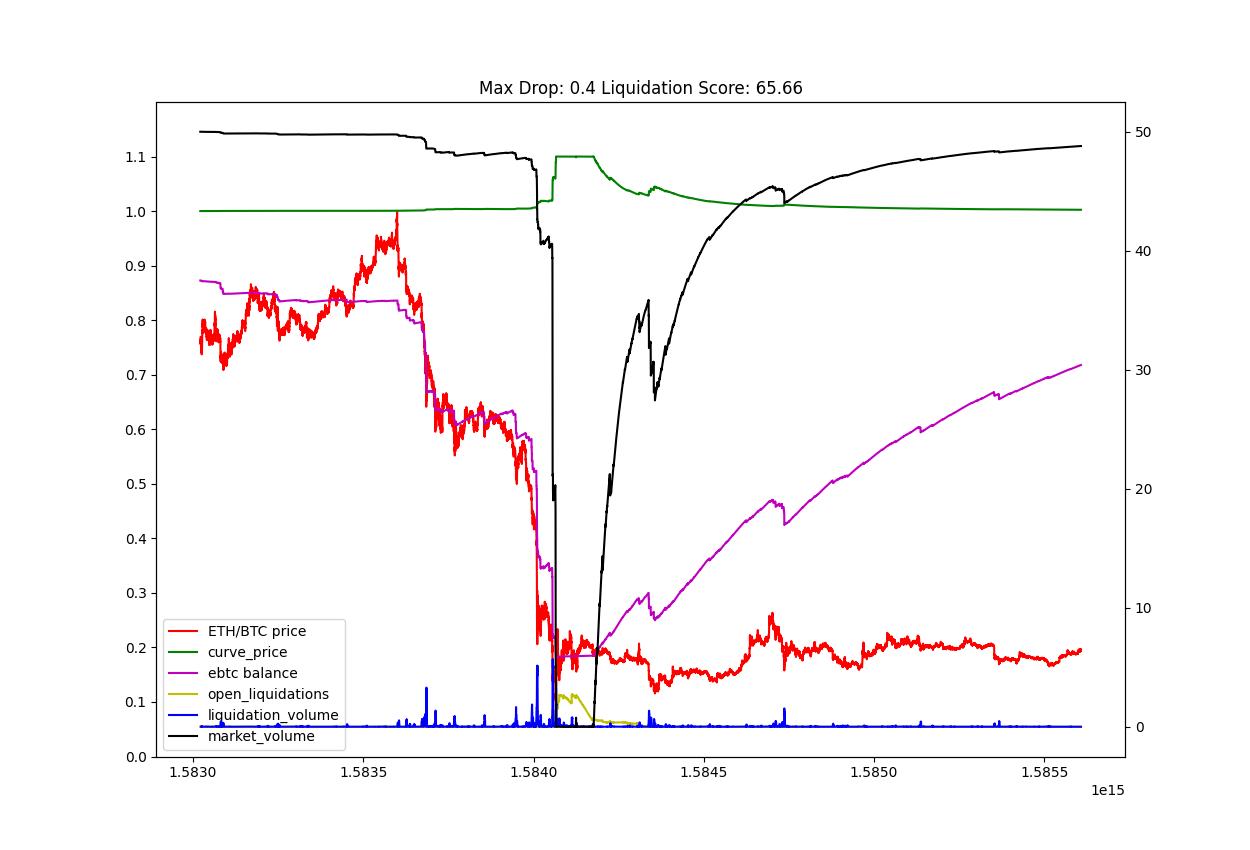 Max Drop: 0.4 Liquidation Score: 65.66
1.1
1.0
0.9
0.8
0.7
0.6
0.5
0.4
0.3
0.2
0.1
0.0
50
40
30
20
10
0
ETH/BTC price
curve_price
ebtc balance
open_liquidations
liquidation_volume
market_volume
1.5830 1.5835 1.5840 1.5845 1.5850 1.5855
1e15